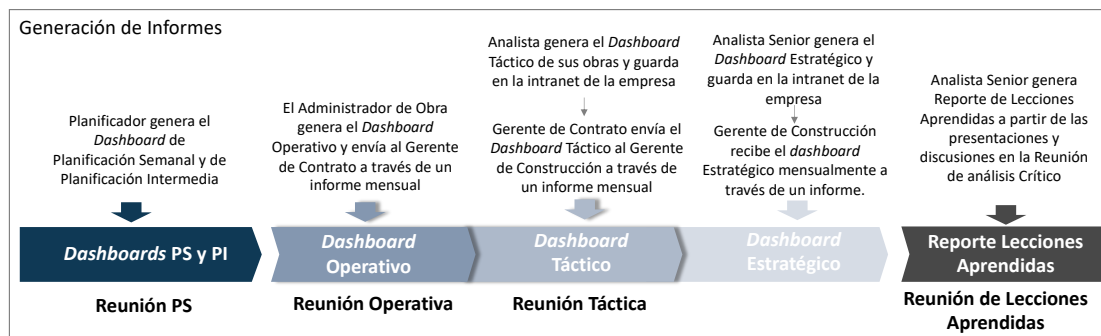 Generación de Informes
Planificador genera el Dashboard de
Planificación Semanal y de
Planificación Intermedia
El Administrador de Obra
genera el Dashboard
Operativo y envía al Gerente
de Contrato a través de un
informe mensual
Analista genera el Dashboard
Táctico de sus obras y guarda
en la intranet de la empresa
Gerente de Contrato envía el
Dashboard Táctico al Gerente
de Construcción a través de
un informe mensual
Analista Senior genera el
Dashboard Estratégico y
guarda en la intranet de la
empresa
Gerente de Construcción
recibe el dashboard
Estratégico mensualmente a
través de un informe.
Analista Senior genera
Reporte de Lecciones
Aprendidas a partir de las
presentaciones y
discusiones en la Reunión
de análisis Crítico
Dashboards PS y PI
Dashboard
Operativo
Dashboard
Táctico
Dashboard
Estratégico
Reporte Lecciones
Aprendidas
Reunión PS
Reunión Operativa
Reunión Táctica
Reunión de Lecciones
Aprendidas